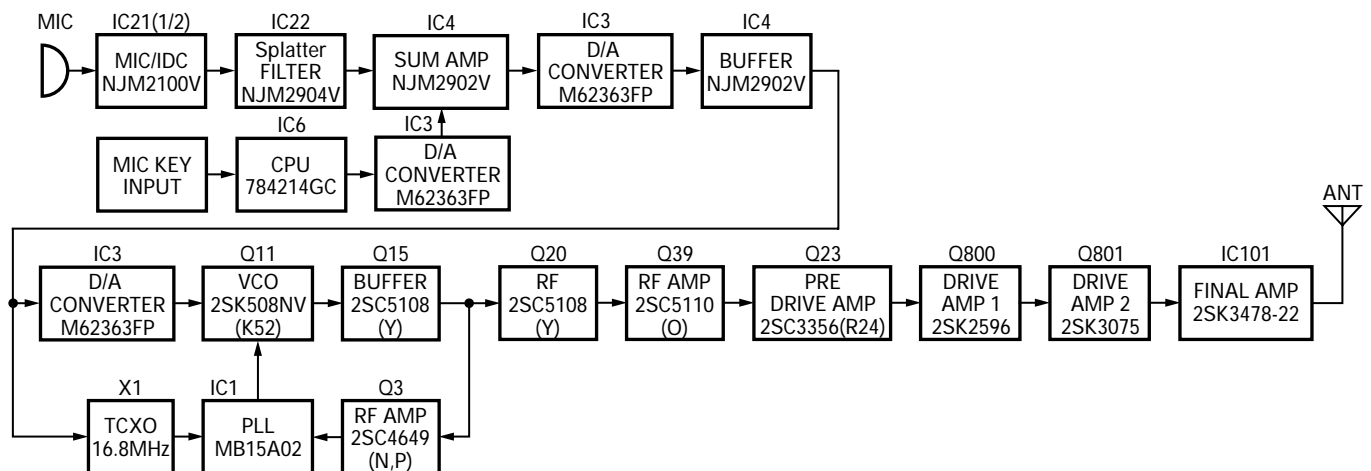 MIC
IC21(1/2)
MIC/IDC
NJM2100V
IC22
Splatter
FILTER
NJM2904V
IC4
SUM AMP
NJM2902V
IC3
D/A
CONVERTER
M62363FP
IC4
BUFFER
NJM2902V
MIC KEY
INPUT
IC6
CPU
784214GC
IC3
D/A
CONVERTER
M62363FP
ANT
IC3
D/A
CONVERTER
M62363FP
Q11
VCO
2SK508NV
(K52)
Q15
BUFFER
2SC5108
(Y)
Q20
RF
2SC5108
(Y)
Q39
RF AMP
2SC5110
(O)
Q23
PRE
DRIVE AMP
2SC3356(R24)
Q800
DRIVE
AMP 1
2SK2596
Q801
DRIVE
AMP 2
2SK3075
IC101
FINAL AMP
2SK3478-22
X1
TCXO
16.8MHz
IC1
PLL
MB15A02
Q3
RF AMP
2SC4649
(N,P)